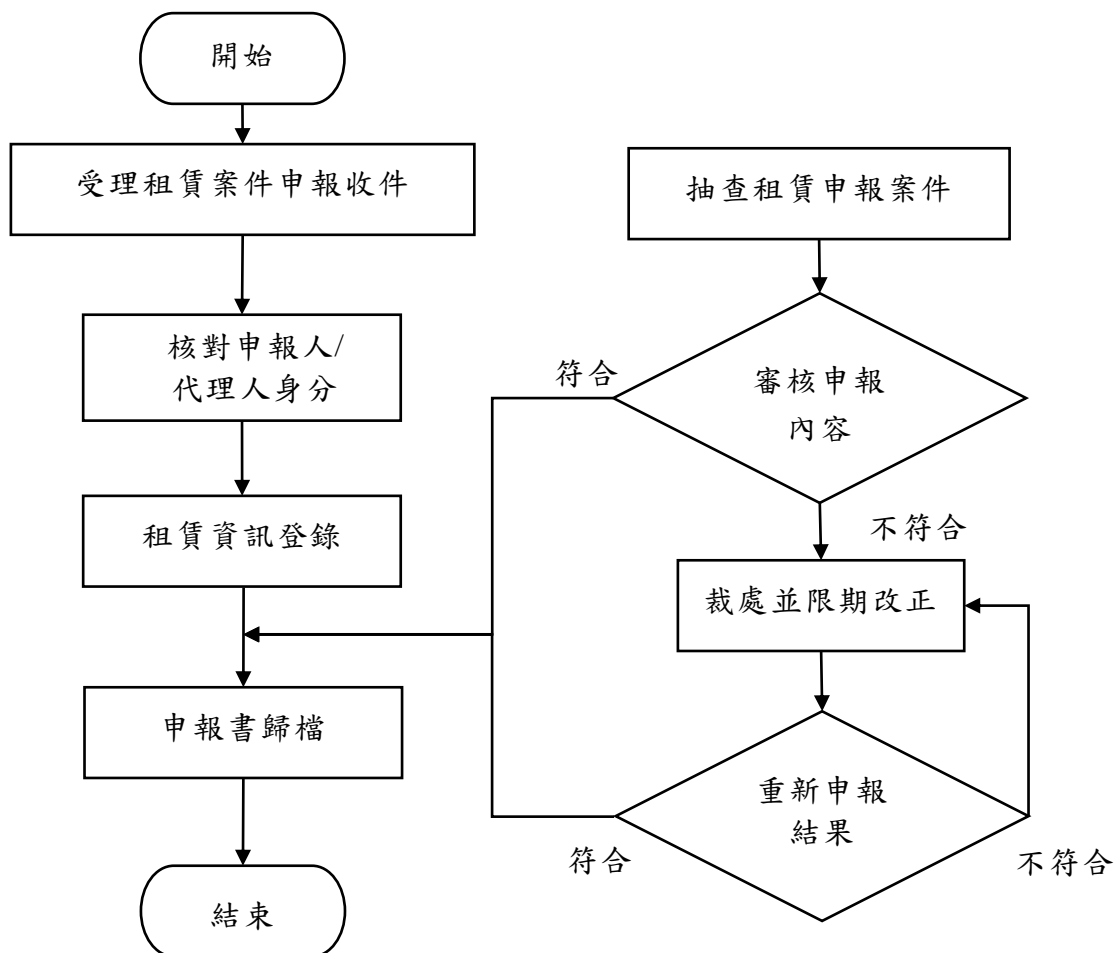 開始
受理租賃案件申報收件
核對申報人/
代理人身分
租賃資訊登錄
申報書歸檔
結束
抽查租賃申報案件
審核申報
內容
符合
不符合
裁處並限期改正
重新申報
結果
符合
不符合